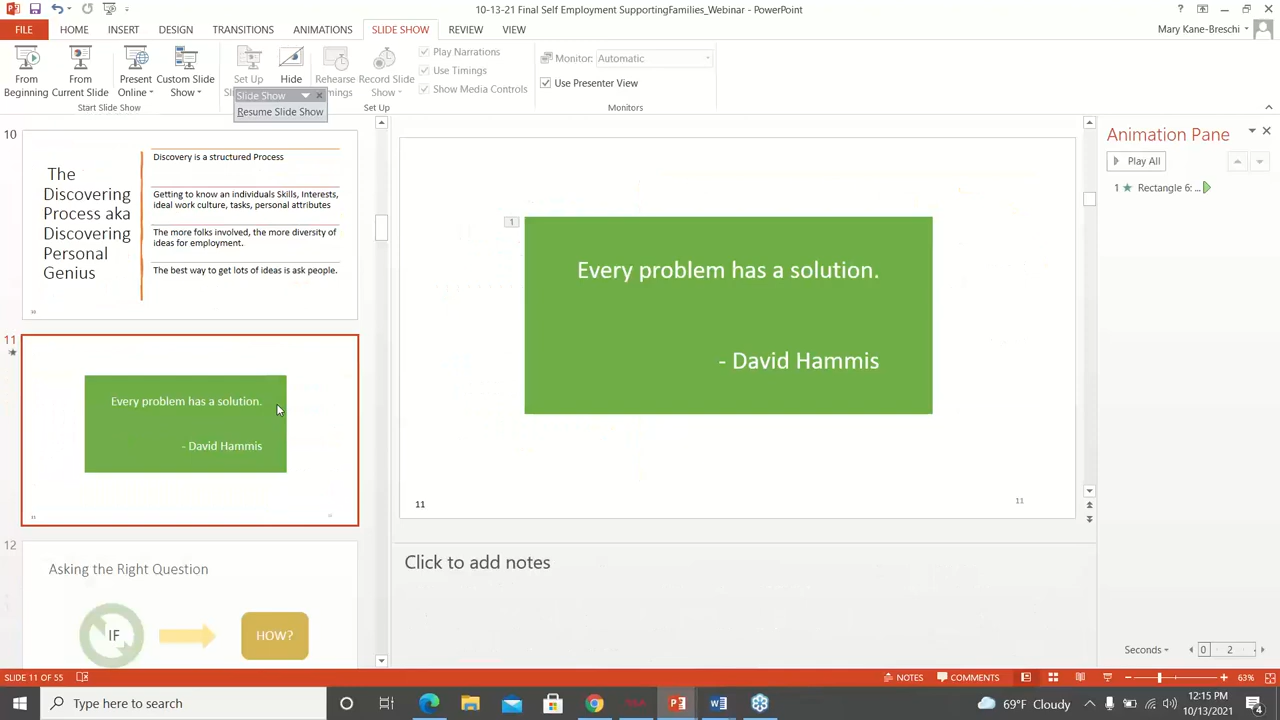 10-13-21 Final Self Employment SupportingFamilies_Webinar - PowerPoint
FILE HOME INSERT DESIGN TRANSITIONS ANIMATIONS SLIDE SHOW REVIEW VIEW
Mary Kane-Breschi
From Beginning
From Current Slide
Present Online
Custom Slide Show
Start Slide Show
Set Up
Hide
Rehearse
Record Slide Show
Set Up
Play Narrations
Use Timings
Show Media Controls
Monitor: Automatic
Use Presenter View
Monitors
Slide Show
Resume Slide Show
10
The
Discovering
Process aka
Discovering
Personal
Genius
Discovery is a structured Process
Getting to know an individuals Skills, Interests,
ideal work culture, tasks, personal attributes
The more folks involved, the more diversity of
ideas for employment.
The best way to get lots of ideas is ask people.
11
Every problem has a solution.
- David Hammis
12
Asking the Right Question
IF
HOW?
1
Every problem has a solution.
- David Hammis
11
11
Click to add notes
Animation Pane
Play All
1 Rectangle 6: ...
Seconds
0
2
SLIDE 11 OF 55
NOTES
COMMENTS
63%
Type here to search
69°F Cloudy
12:15 PM
10/13/2021
4